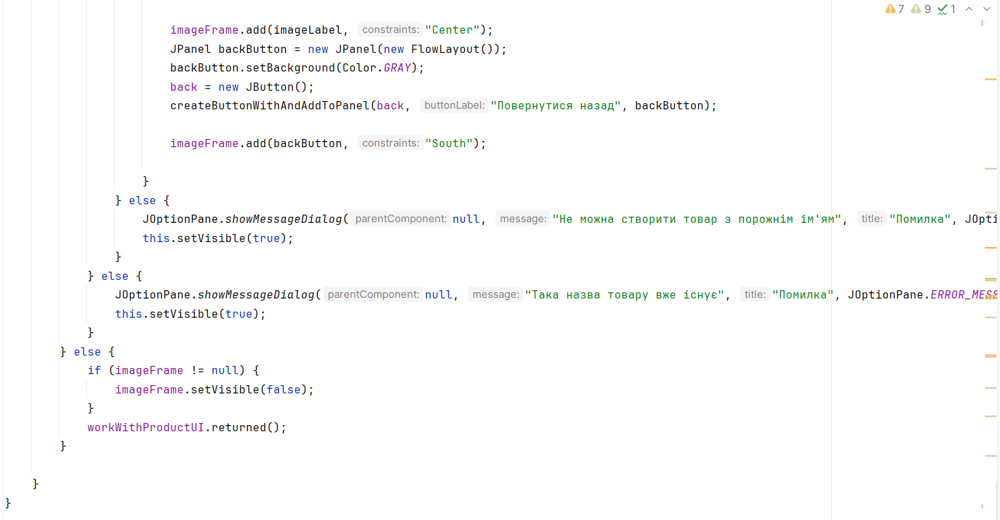 7 9 1
imageFrame.add(imageLabel, constraints: "Center");
JPanel backButton = new JPanel(new FlowLayout());
backButton.setBackground(Color.GRAY);
back = new JButton();
createButtonWithAndAddToPanel(back, buttonLabel: "Повернутися назад", backButton);
imageFrame.add(backButton, constraints: "South");
}
} else {
JOptionPane.showMessageDialog( parentComponent: null, message: "Не можна створити товар з порожнім ім'ям", title: "Помилка", JOpti
this.setVisible(true);
}
} else {
JOptionPane.showMessageDialog( parentComponent: null, message: "Така назва товару вже існує", title: "Помилка", JOptionPane.ERROR_MESS
this.setVisible(true);
}
} else {
if (imageFrame != null) {
imageFrame.setVisible(false);
}
workWithProductUI.returned();
}
}
}